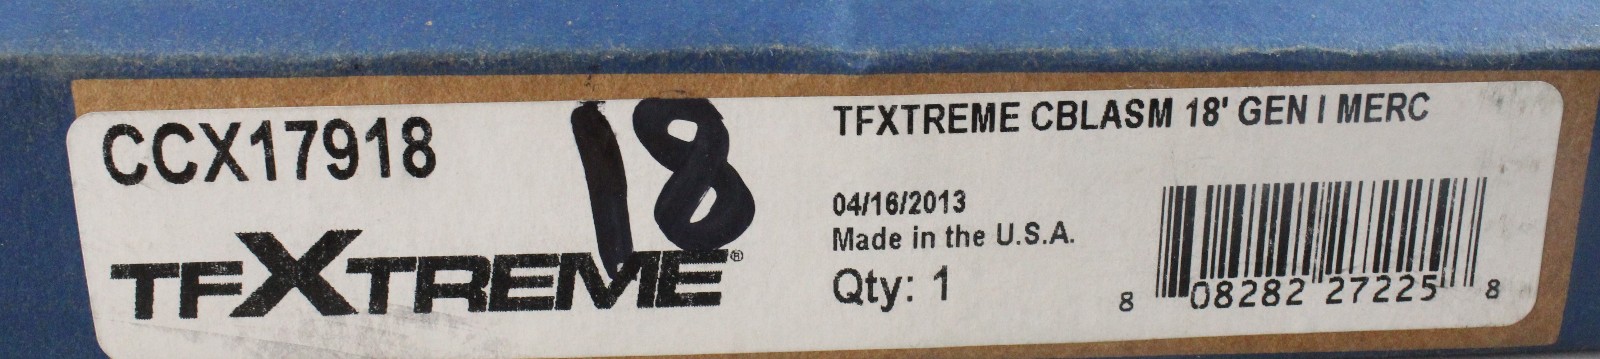 CCX17918
18
TFXTREME®
TFXTREME CBLASM 18' GEN I MERC
04/16/2013
Made in the U.S.A.
Qty: 1
8 08282 27225 8